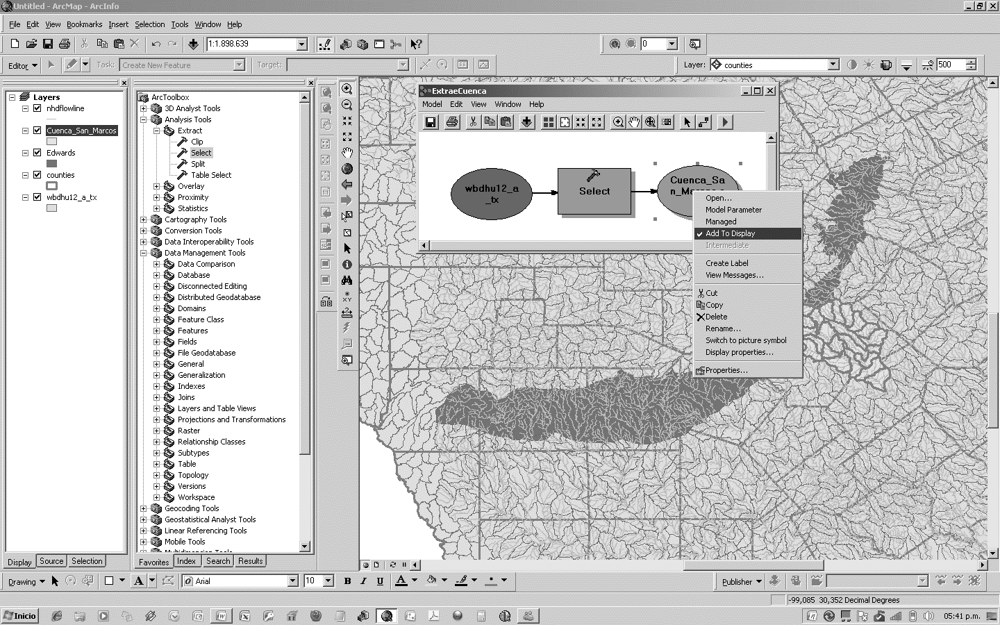 Untitled - ArcMap - ArcInfo
File Edit View Bookmarks Insert Selection Tools Window Help
1:1.898.639
0
Editor Task: Create New Feature Target:
Layer: counties 500
Layers
nhdflowline
Cuenca_San_Marcos
Edwards
counties
wbdhu12_a_tx
Display Source Selection
ArcToolbox
3D Analyst Tools
Analysis Tools
Extract
Clip
Select
Split
Table Select
Overlay
Proximity
Statistics
Cartography Tools
Conversion Tools
Data Interoperability Tools
Data Management Tools
Data Comparison
Database
Disconnected Editing
Distributed Geodatabase
Domains
Feature Class
Features
Fields
File Geodatabase
General
Generalization
Indexes
Joins
Layers and Table Views
Projections and Transformations
Raster
Relationship Classes
Subtypes
Table
Topology
Versions
Workspace
Geocoding Tools
Geostatistical Analyst Tools
Linear Referencing Tools
Mobile Tools
Multidimension Tools
Favorites Index Search Results
ExtraeCuenca
Model Edit View Window Help
wbdhu12_a
_tx
Select
Cuenca_Sa
n_Marcos.s
Open...
Model Parameter
Managed
Add To Display
Intermediate
Create Label
View Messages...
Cut
Copy
Delete
Rename...
Switch to picture symbol
Display properties...
Properties...
Drawing A Arial 10 B I U A
Publisher
-99,085 30,352 Decimal Degrees
Inicio
05:41 p.m.